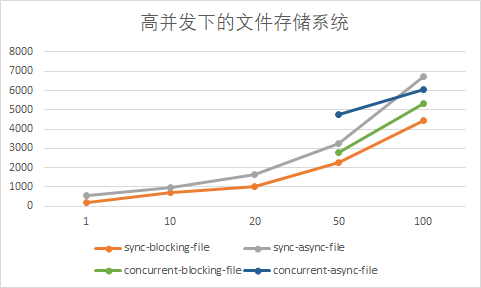 高并发下的文件存储系统
8000
7000
6000
5000
4000
3000
2000
1000
0
1 10 20 50 100
sync-blocking-file sync-async-file
concurrent-blocking-file concurrent-async-file